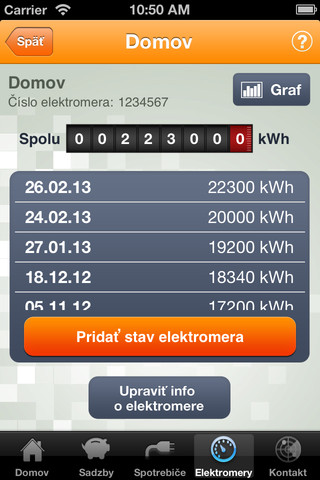 Carrier 10:50 AM
Späť Domov ?
Domov
Číslo elektromera: 1234567
Graf
Spolu 0 0 2 2 3 0 0 0 kWh
26.02.13 22300 kWh
24.02.13 20000 kWh
27.01.13 19200 kWh
18.12.12 18340 kWh
05.11.12 17200 kWh
Pridať stav elektromera
Upraviť info
o elektromere
Domov Sadzby Spotrebiče Elektromery Kontakt